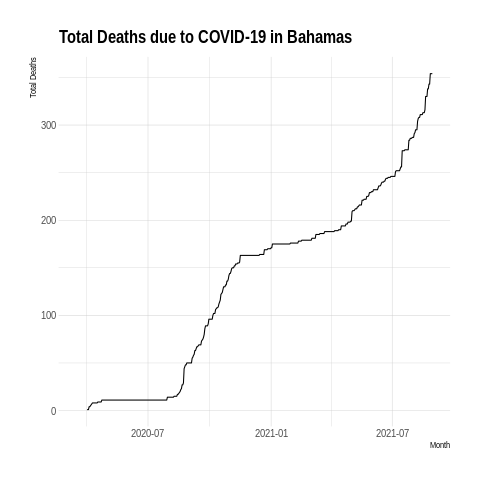 Total Deaths due to COVID-19 in Bahamas
Total Deaths
300
200
100
0
2020-07 2021-01 2021-07
Month